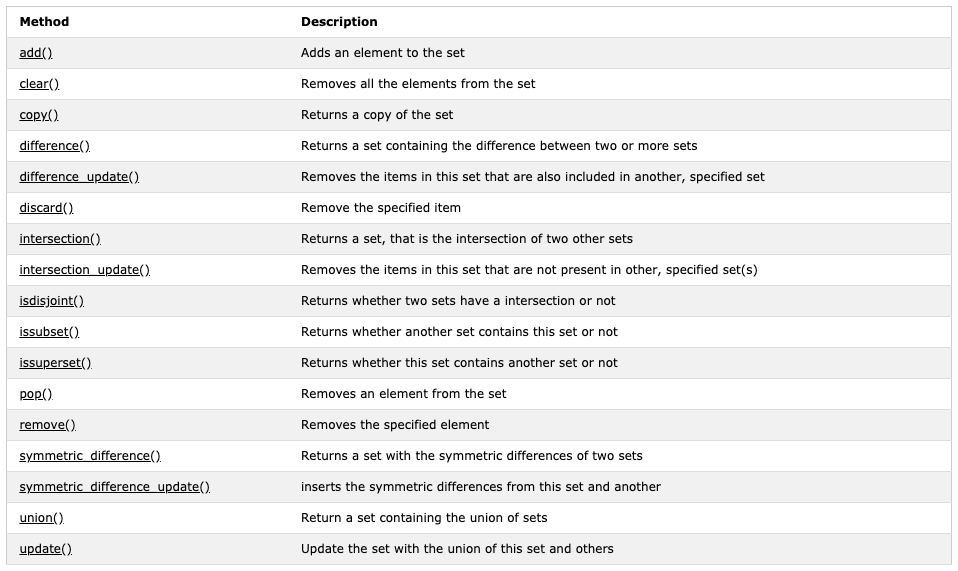 Method Description
add() Adds an element to the set
clear() Removes all the elements from the set
copy() Returns a copy of the set
difference() Returns a set containing the difference between two or more sets
difference_update() Removes the items in this set that are also included in another, specified set
discard() Remove the specified item
intersection() Returns a set, that is the intersection of two other sets
intersection_update() Removes the items in this set that are not present in other, specified set(s)
isdisjoint() Returns whether two sets have a intersection or not
issubset() Returns whether another set contains this set or not
issuperset() Returns whether this set contains another set or not
pop() Removes an element from the set
remove() Removes the specified element
symmetric_difference() Returns a set with the symmetric differences of two sets
symmetric_difference_update() inserts the symmetric differences from this set and another
union() Return a set containing the union of sets
update() Update the set with the union of this set and others